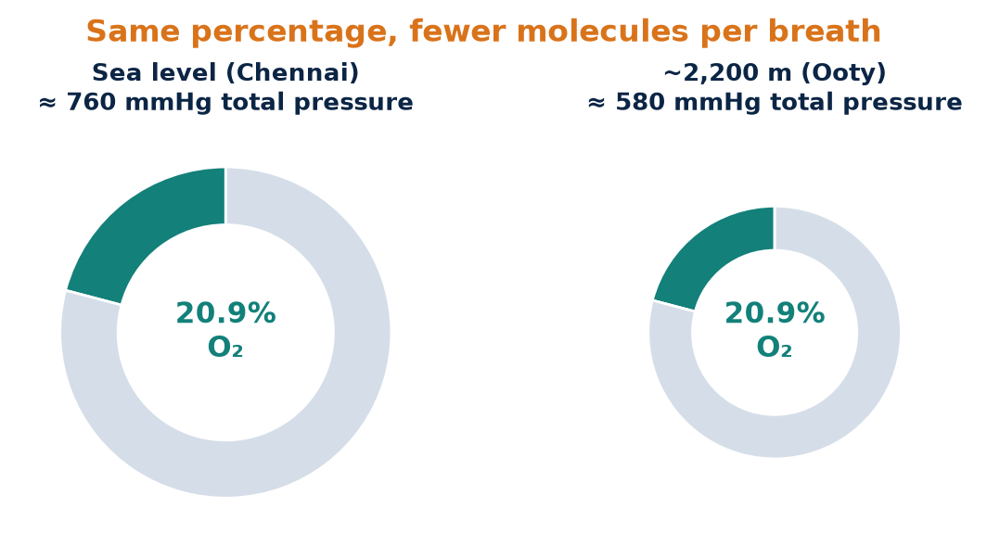 Same percentage, fewer molecules per breath
Sea level (Chennai)
≈ 760 mmHg total pressure
20.9%
O₂
~2,200 m (Ooty)
≈ 580 mmHg total pressure
20.9%
O₂